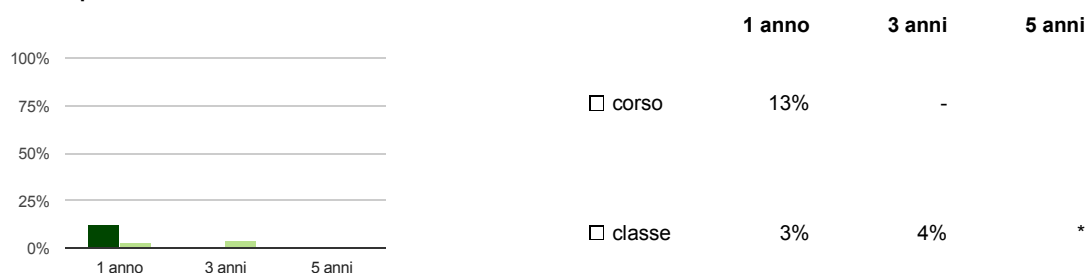 100%
75%
50%
25%
0%
1 anno 3 anni 5 anni
1 anno 3 anni 5 anni
corso 13% -
classe 3% 4% *